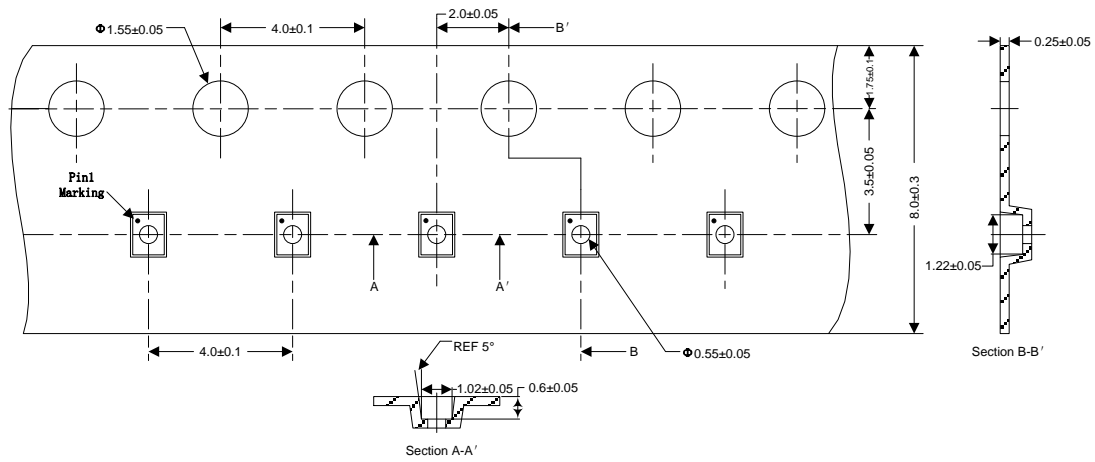 Φ1.55±0.05
4.0±0.1
2.0±0.05
B′
0.25±0.05
1.75±0.1
3.5±0.05
8.0±0.3
Pin1
Marking
A
A′
1.22±0.05
4.0±0.1
B
Φ0.55±0.05
Section B-B′
REF 5°
1.02±0.05
0.6±0.05
Section A-A′